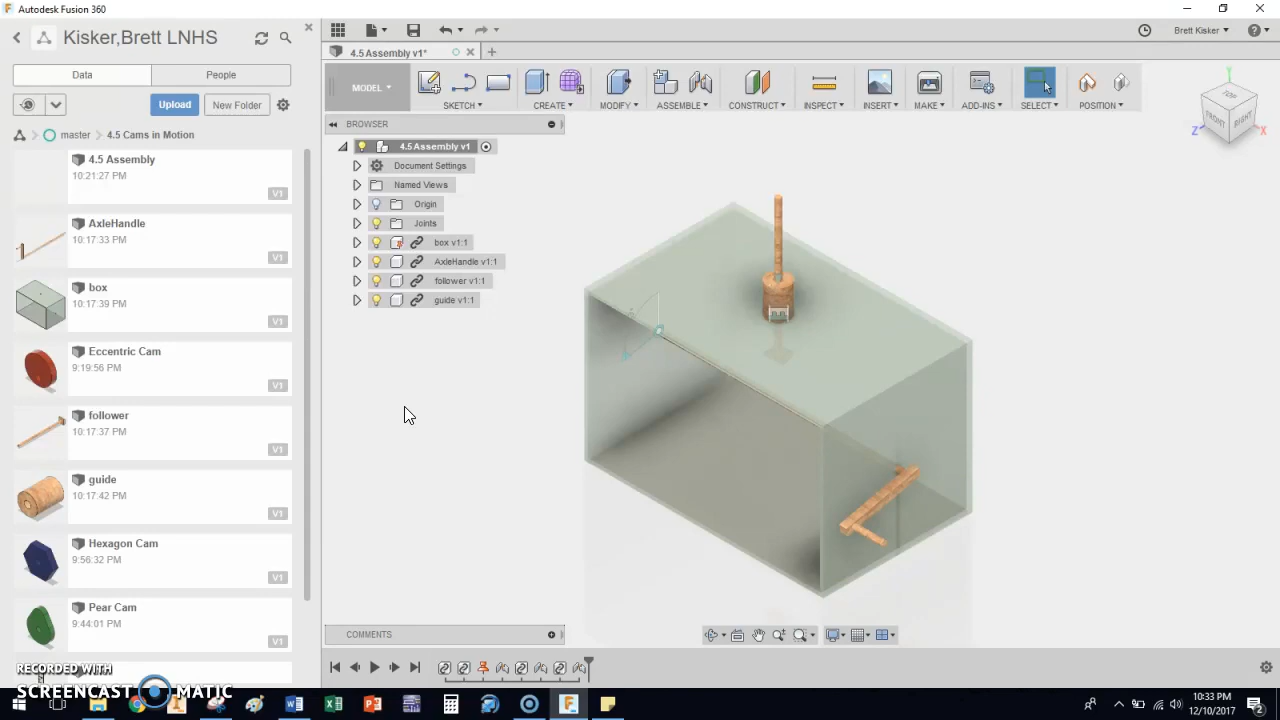 Autodesk Fusion 360
Kisker,Brett LNHS
Data
People
Upload
New Folder
master
4.5 Cams in Motion
4.5 Assembly
10:21:27 PM
V1
AxleHandle
10:17:33 PM
V1
box
10:17:39 PM
V1
Eccentric Cam
9:19:56 PM
V1
follower
10:17:37 PM
V1
guide
10:17:42 PM
V1
Hexagon Cam
9:56:32 PM
V1
Pear Cam
9:44:01 PM
V1
RECORDED WITH
SCREENCAST MATIC
4.5 Assembly v1*
Brett Kisker
MODEL
SKETCH
CREATE
MODIFY
ASSEMBLE
CONSTRUCT
INSPECT
INSERT
MAKE
ADD-INS
SELECT
POSITION
TOP
FRONT
RIGHT
Z
X
Y
BROWSER
4.5 Assembly v1
Document Settings
Named Views
Origin
Joints
box v1:1
AxleHandle v1:1
follower v1:1
guide v1:1
COMMENTS
10:33 PM
12/10/2017
2